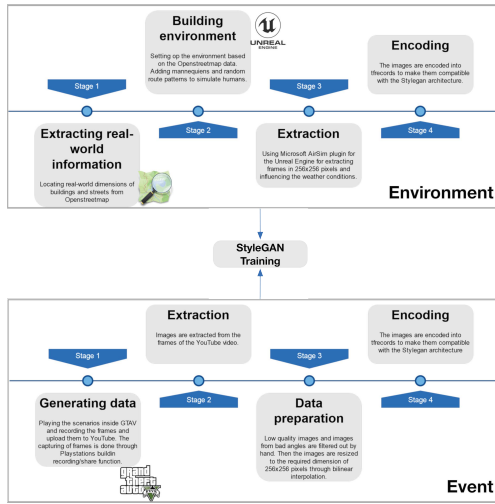 Building
environment
Setting op the environment based
on the Openstreetmap data.
Adding mannequiens and random
route patterns to simulate humans.
UNREAL
ENGINE
Encoding
The images are encoded into
tfrecords to make them compatible
with the Stylegan architecture.
Stage 1
Stage 3
Stage 2
Stage 4
Extracting real-
world
information
Locating real-world dimensions of
buildings and streets from
Openstreetmap
Extraction
Using Microsoft AirSim plugin for
the Unreal Engine for extracting
frames in 256x256 pixels and
influencing the weather conditions.
Environment
StyleGAN
Training
Extraction
Images are extracted from the
frames of the YouTube video.
Encoding
The images are encoded into
tfrecords to make them compatible
with the Stylegan architecture
Stage 1
Stage 3
Stage 2
Stage 4
Generating data
Playing the scenarios inside GTAV
and recording the frames and
upload them to YouTube. The
capturing of frames is done through
Playstations buildin
recording/share function.
grand
theft
auto
Data
preparation
Low quality images and images
from bad angles are filtered out by
hand. Then the images are resized
to the required dimension of
256x256 pixels through bilinear
interpolation.
Event